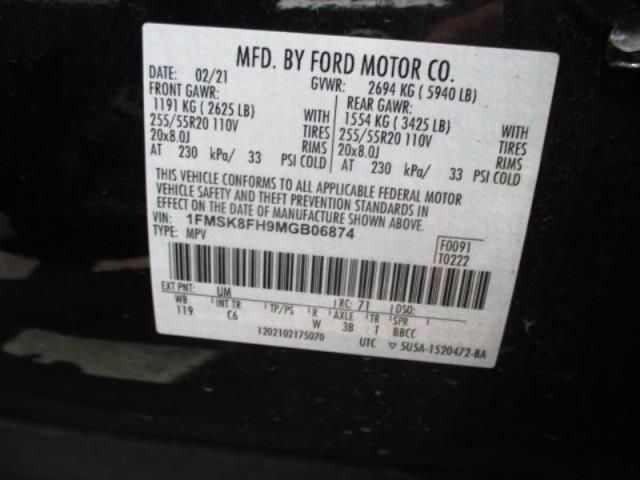 MFD. BY FORD MOTOR CO.
DATE: 02/21 GVWR: 2694 KG ( 5940 LB)
FRONT GAWR: REAR GAWR:
1191 KG ( 2625 LB) WITH 1554 KG ( 3425 LB) WITH
255/55R20 110V TIRES 255/55R20 110V TIRES
20x8.0J RIMS 20x8.0J RIMS
AT 230 kPa/ 33 PSI COLD AT 230 kPa/ 33 PSI COLD
THIS VEHICLE CONFORMS TO ALL APPLICABLE FEDERAL MOTOR
VEHICLE SAFETY AND THEFT PREVENTION STANDARDS IN
EFFECT ON THE DATE OF MANUFACTURE SHOWN ABOVE.
VIN: 1FMSK8FH9MGB06874
TYPE: MPV F0091
T0222
EXT PNT: UM RC: 71 DSO:
WB INT TR TP/PS R AXLE TR SPR
119 C6 W 3B T BBCC
1202102175070 UTC ▽ 5U5A-1520472-BA